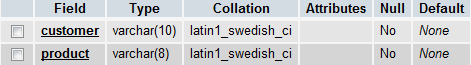 Field Type Collation Attributes Null Default
customer varchar(10) latin1_swedish_ci No None
product varchar(8) latin1_swedish_ci No None